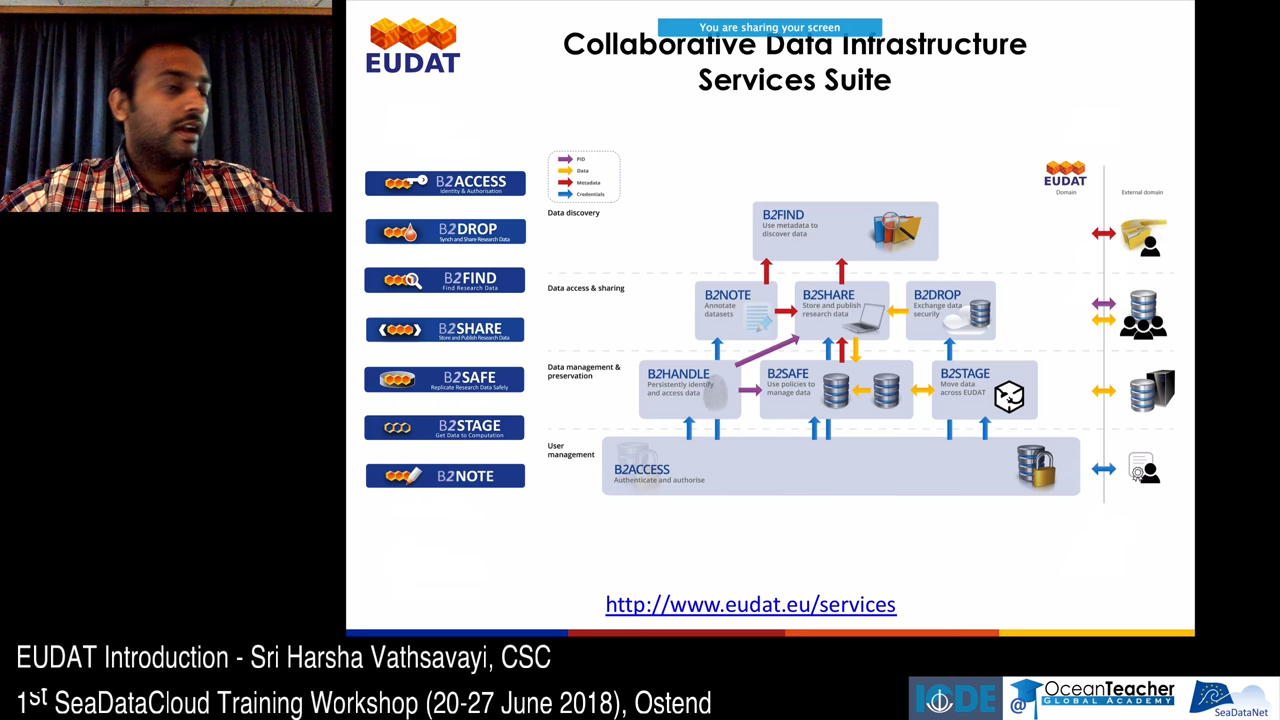 You are sharing your screen
EUDAT
Collaborative Data Infrastructure
Services Suite
B2ACCESS
Identity & Authorisation
B2DROP
Synch and Share Research Data
B2FIND
Find Research Data
B2SHARE
Store and Publish Research Data
B2SAFE
Replicate Research Data Safely
B2STAGE
Get Data to Computation
B2NOTE
PID
Data
Metadata
Credentials
Data discovery
B2FIND
Use metadata to
discover data
Data access & sharing
B2NOTE
Annotate
datasets
B2SHARE
Store and publish
research data
B2DROP
Exchange data
security
Data management &
preservation
B2HANDLE
Persistently identify
and access data
B2SAFE
Use policies to
manage data
B2STAGE
Move data
across EUDAT
User
management
B2ACCESS
Authenticate and authorise
EUDAT
Domain
External domain
http://www.eudat.eu/services
EUDAT Introduction - Sri Harsha Vathsavayi, CSC
1st SeaDataCloud Training Workshop (20-27 June 2018), Ostend
IODE
@
OceanTeacher
GLOBAL ACADEMY
SeaDataNet